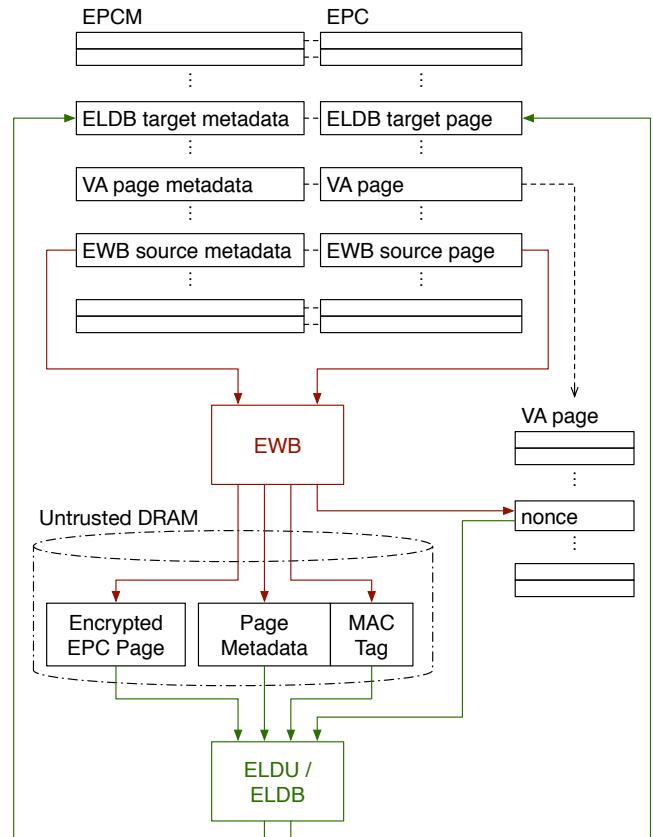 EPCM EPC
ELDB target metadata ELDB target page
VA page metadata VA page
EWB source metadata EWB source page
VA page
EWB
nonce
Untrusted DRAM
Encrypted
EPC Page
Page
Metadata
MAC
Tag
ELDU /
ELDB